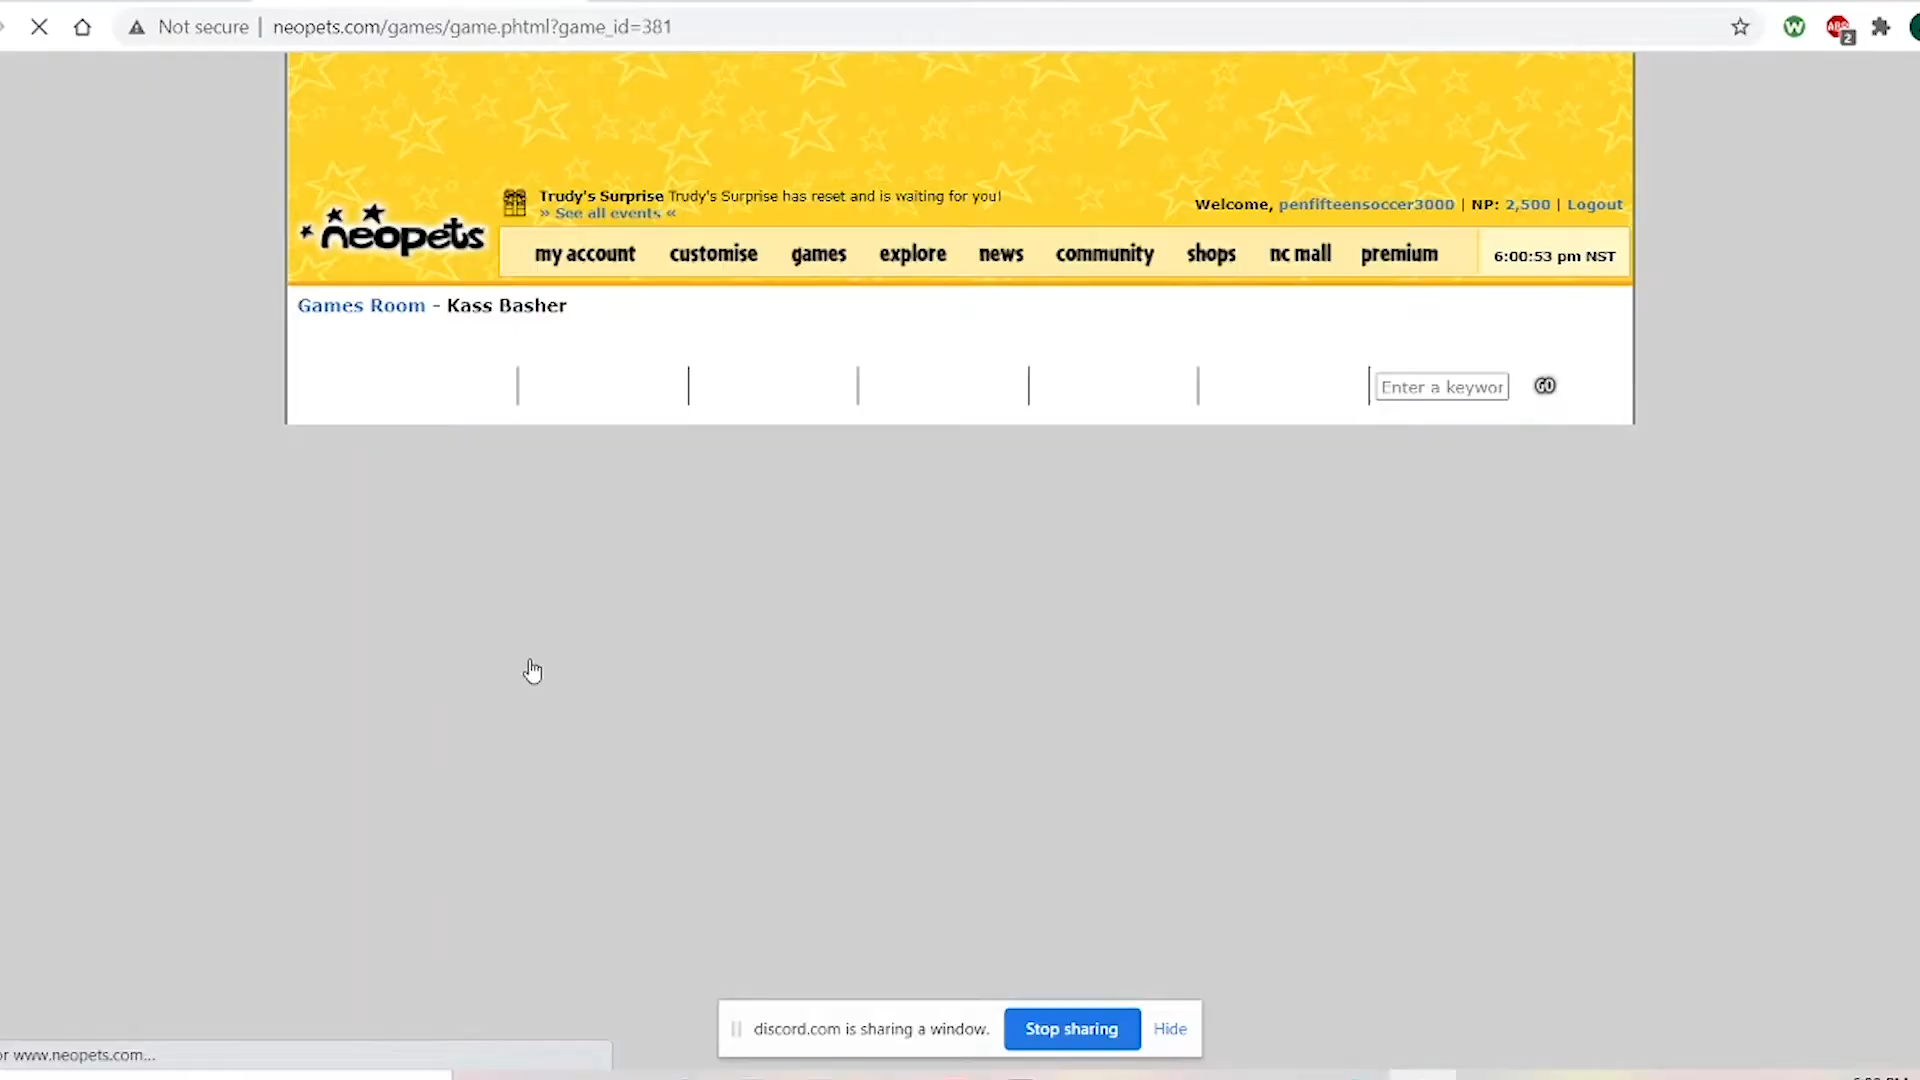 Not secure | neopets.com/games/game.phtml?game_id=381
W
ABP
2
Trudy's Surprise Trudy's Surprise has reset and is waiting for you!
» See all events «
Welcome, penfifteensoccer3000 | NP: 2,500 | Logout
neopets
my account customise games explore news community shops nc mall premium 6:00:53 pm NST
Games Room - Kass Basher
Enter a keywor GO
discord.com is sharing a window. Stop sharing Hide
or www.neopets.com...